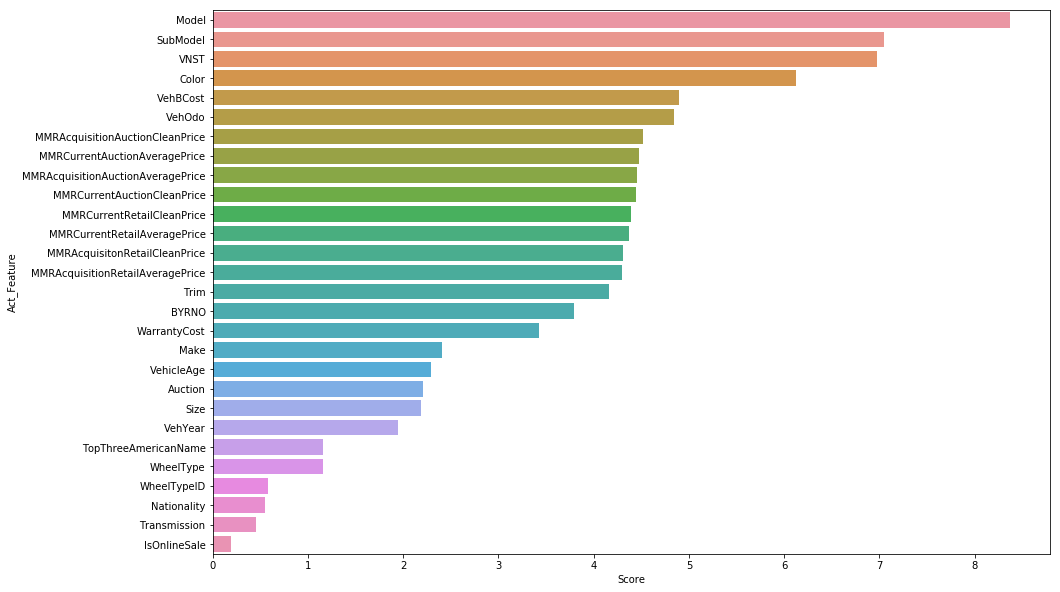 Act_Feature
Model
SubModel
VNST
Color
VehBCost
VehOdo
MMRAcquisitionAuctionCleanPrice
MMRCurrentAuctionAveragePrice
MMRAcquisitionAuctionAveragePrice
MMRCurrentAuctionCleanPrice
MMRCurrentRetailCleanPrice
MMRCurrentRetailAveragePrice
MMRAcquisitonRetailCleanPrice
MMRAcquisitionRetailAveragePrice
Trim
BYRNO
WarrantyCost
Make
VehicleAge
Auction
Size
VehYear
TopThreeAmericanName
WheelType
WheelTypeID
Nationality
Transmission
IsOnlineSale
0 1 2 3 4 5 6 7 8
Score